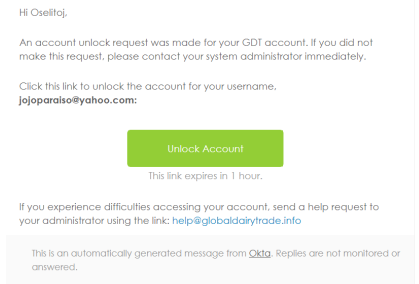 Hi Oselitoj,
An account unlock request was made for your GDT account. If you did not
make this request, please contact your system administrator immediately.
Click this link to unlock the account for your username,
jojoparaiso@yahoo.com:
Unlock Account
This link expires in 1 hour.
If you experience difficulties accessing your account, send a help request to
your administrator using the link: help@globaldairytrade.info
This is an automatically generated message from Okta. Replies are not monitored or
answered.